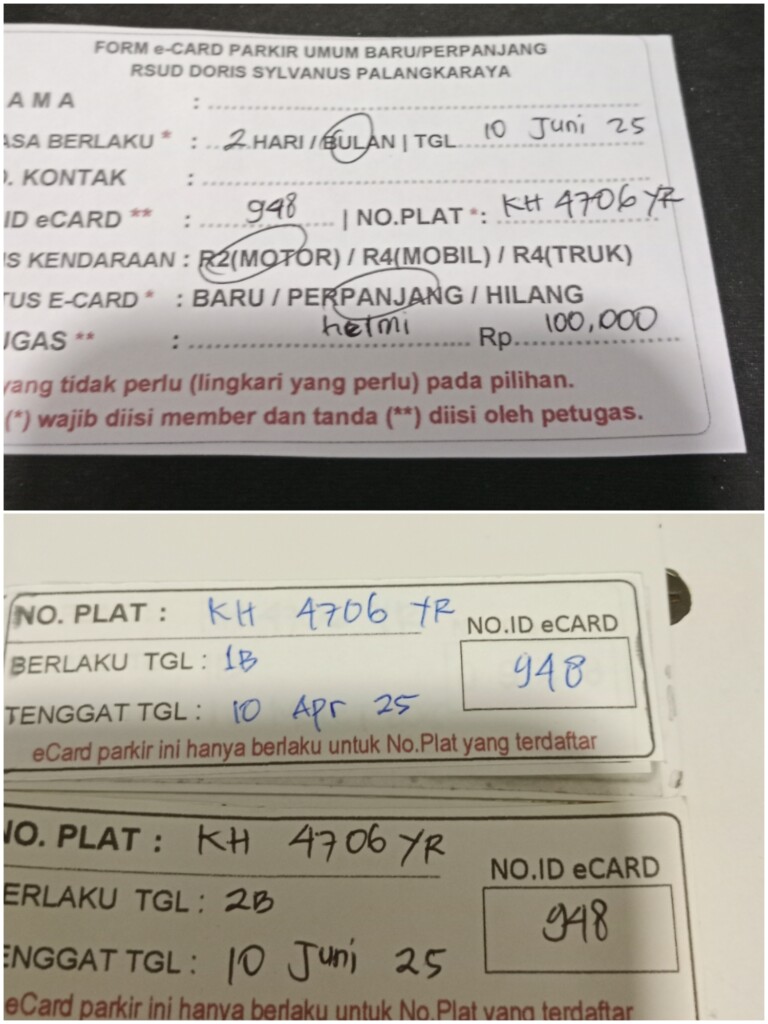 FORM e-CARD PARKIR UMUM BARU/PERPANJANG
RSUD DORIS SYLVANUS PALANGKARAYA
AMA :
ASA BERLAKU * : 2 HARI / BULAN | TGL 10 Juni 25
. KONTAK :
ID eCARD ** : 948 | NO.PLAT *: KH 4706 YR
S KENDARAAN : R2(MOTOR) / R4(MOBIL) / R4(TRUK)
TUS E-CARD * : BARU / PERPANJANG / HILANG
GAS ** : helmi Rp. 100,000
yang tidak perlu (lingkari yang perlu) pada pilihan.
(*) wajib diisi member dan tanda (**) diisi oleh petugas.
NO. PLAT : KH 4706 YR
NO.ID eCARD
BERLAKU TGL : 1B
948
TENGGAT TGL : 10 Apr 25
eCard parkir ini hanya berlaku untuk No.Plat yang terdaftar
NO. PLAT : KH 4706 YR
NO.ID eCARD
ERLAKU TGL : 2B
948
ENGGAT TGL : 10 Juni 25
eCard parkir ini hanya berlaku untuk No.Plat yang terdaftar